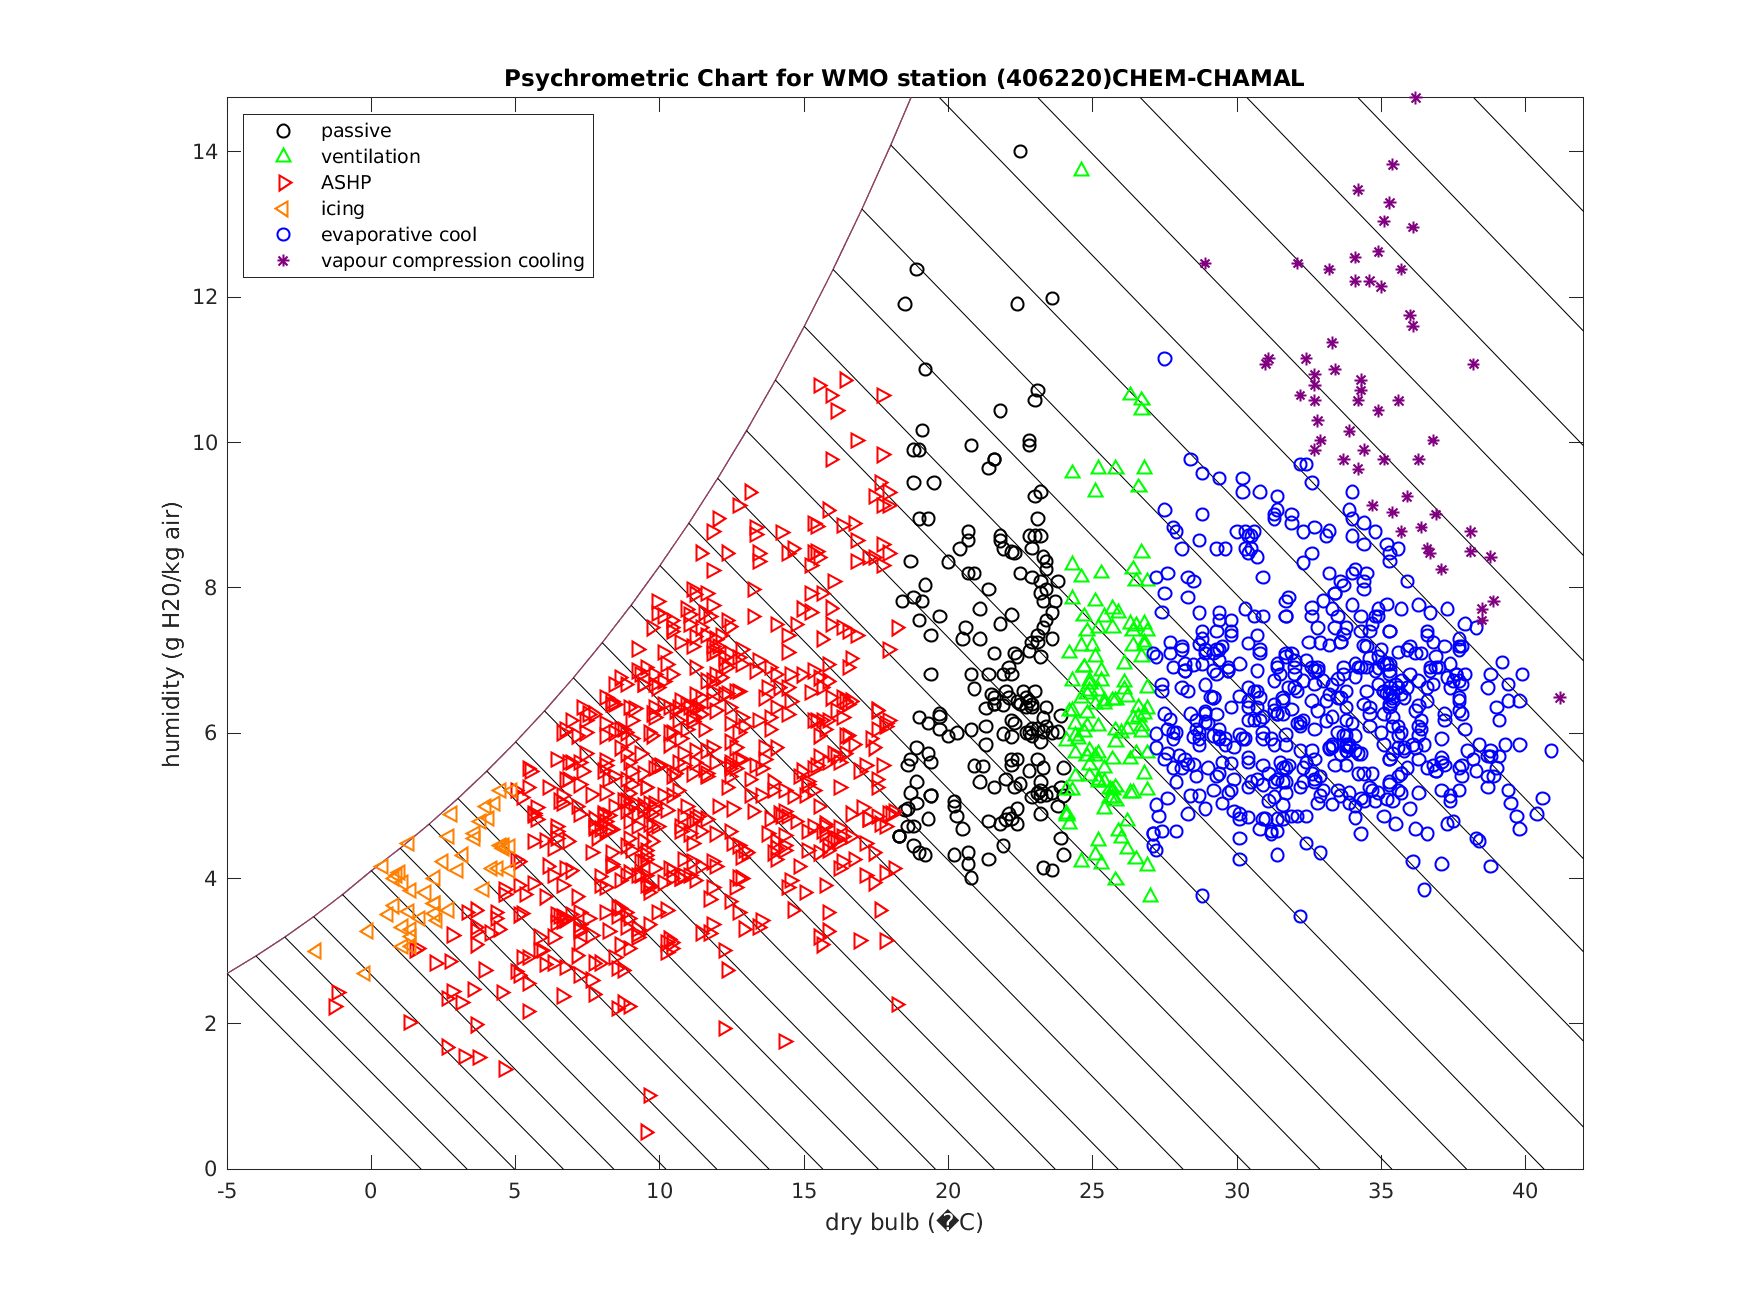 Psychrometric Chart for WMO station (406220)CHEM-CHAMAL
passive
ventilation
ASHP
icing
evaporative cool
vapour compression cooling
humidity (g H20/kg air)
14
12
10
8
6
4
2
0
-5 0 5 10 15 20 25 30 35 40
dry bulb (�C)